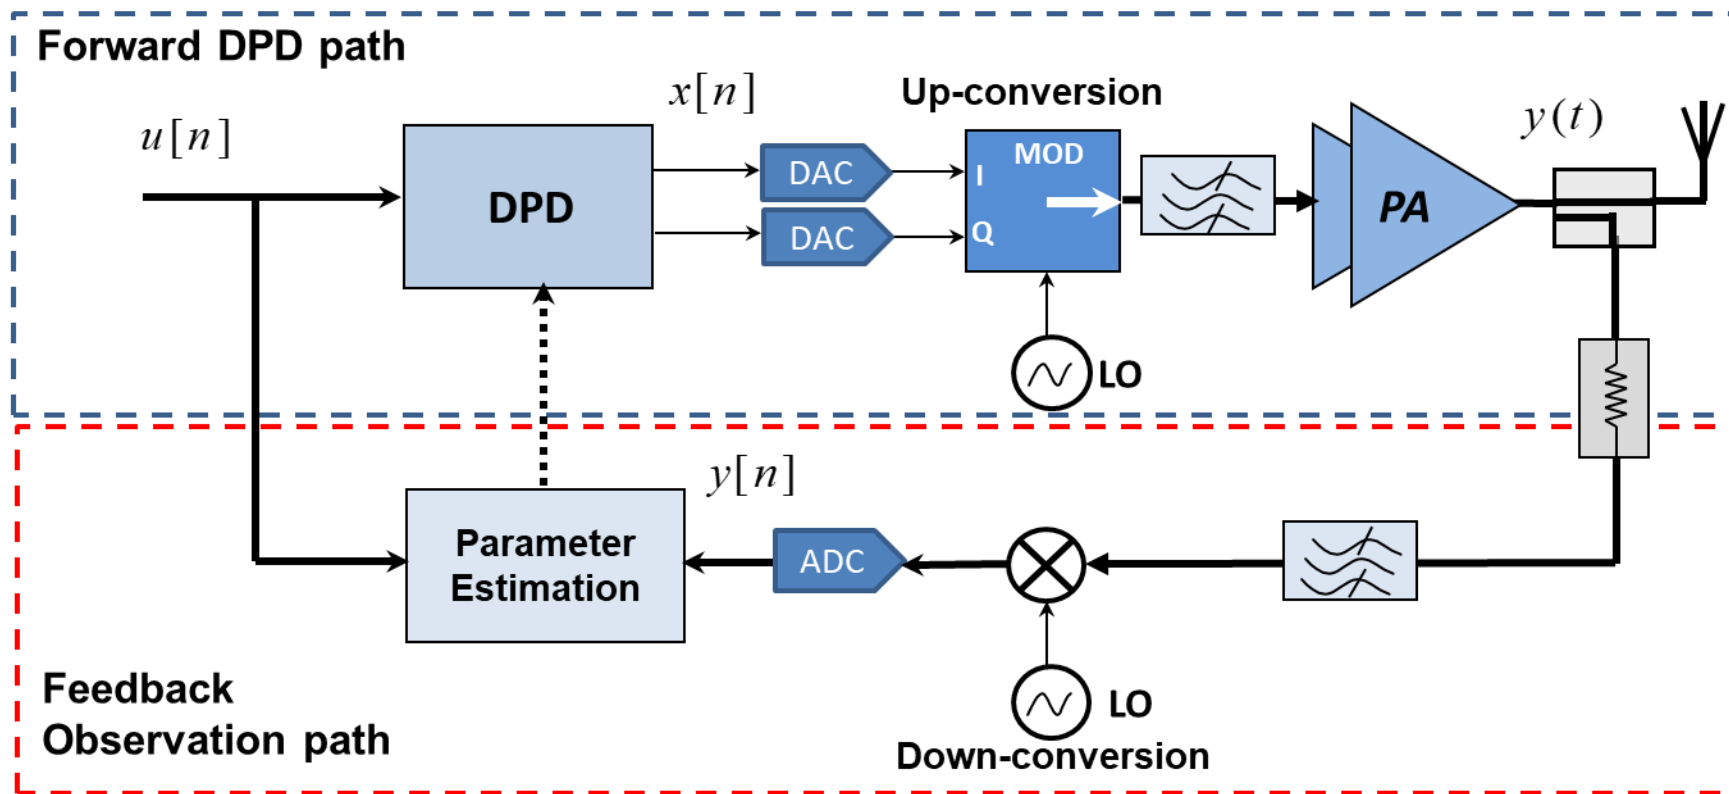 Forward DPD path
x[n]
Up-conversion
u[n]
y(t)
DPD
DAC
DAC
MOD
I
Q
PA
LO
y[n]
Parameter
Estimation
ADC
LO
Feedback
Observation path
Down-conversion